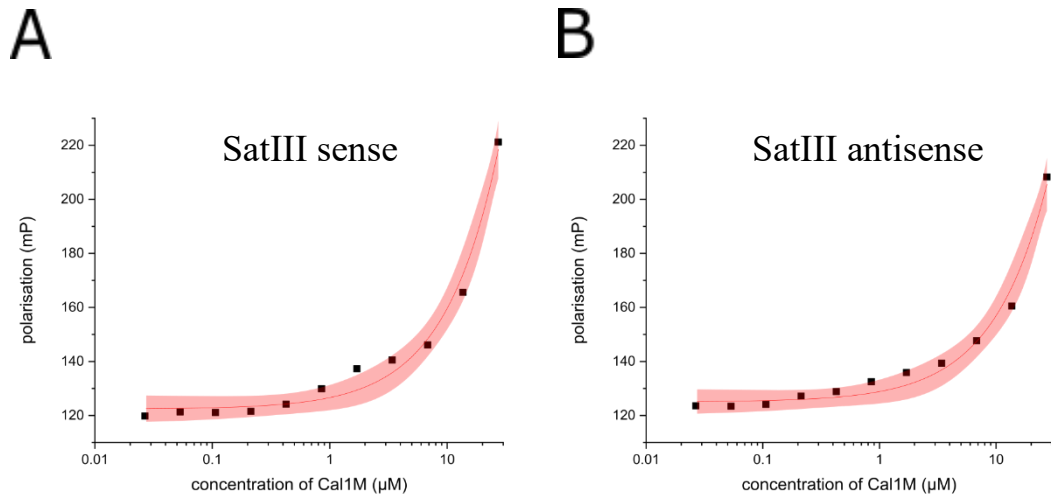 A
B
SatIII sense
SatIII antisense
polarisation (mP)
220
200
180
160
140
120
0.01
0.1
1
10
concentration of Cal1M (µM)
polarisation (mP)
220
200
180
160
140
120
0.01
0.1
1
10
concentration of Cal1M (µM)